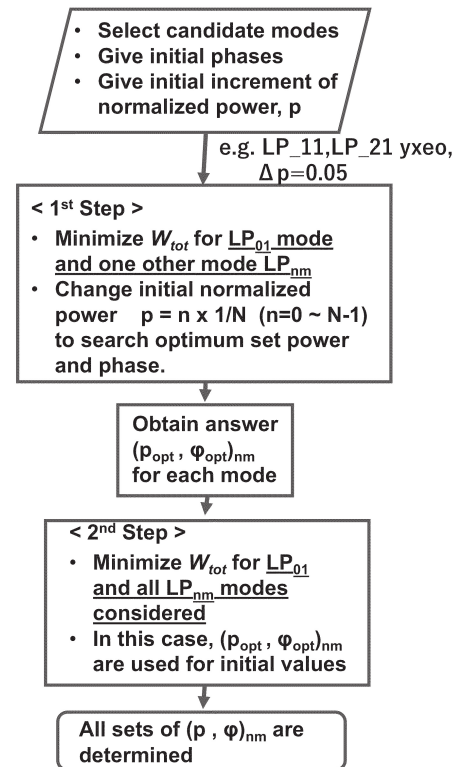 • Select candidate modes
• Give initial phases
• Give initial increment of
normalized power, p
e.g. LP_11,LP_21 yxeo,
Δp=0.05
< 1st Step >
• Minimize Wtot for LP01 mode
and one other mode LPnm
• Change initial normalized
power p = n x 1/N (n=0 ~ N-1)
to search optimum set power
and phase.
Obtain answer
(popt , φopt)nm
for each mode
< 2nd Step >
• Minimize Wtot for LP01
and all LPnm modes
considered
• In this case, (popt , φopt)nm
are used for initial values
All sets of (p , φ)nm are
determined